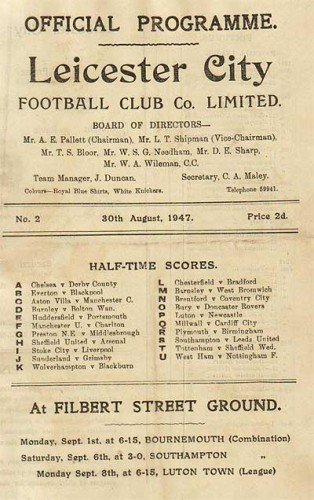 OFFICIAL PROGRAMME.
Leicester City
FOOTBALL CLUB Co. LIMITED.
BOARD OF DIRECTORS—
Mr. A. E. Pallett (Chairman), Mr. L. T. Shipman (Vice-Chairman),
Mr. T. S. Bloor, Mr. W. S. G. Needham, Mr. D. E. Sharp,
Mr. W. A. Wileman, C.C.
Team Manager, J. Duncan. Secretary, C. A. Maley.
Colours—Royal Blue Shirts, White Knickers. Telephone 59941.
No. 2 30th August, 1947. Price 2d.
HALF-TIME SCORES.
A Chelsea v Derby County
B Everton v Blackpool
C Aston Villa v Manchester C.
D Burnley v Bolton Wan.
E Huddersfield v Portsmouth
F Manchester U. v Charlton
G Preston N.E v Middlesbrough
H Sheffield United v Arsenal
I Stoke City v Liverpool
J Sunderland v Grimsby
K Wolverhampton v Blackburn
L Chesterfield v Bradford
M Barnsley v West Bromwich
N Brentford v Coventry City
O Bury v Doncaster Rovers
P Luton v Newcastle
Q Millwall v Cardiff City
R Plymouth v Birmingham
S Southampton v Leeds United
T Tottenham v Sheffield Wed.
U West Ham v Nottingham F.
At FILBERT STREET GROUND.
Monday, Sept. 1st, at 6-15, BOURNEMOUTH (Combination)
Saturday, Sept. 6th, at 3-0, SOUTHAMPTON „
Monday, Sept. 8th, at 6-15, LUTON TOWN (League)